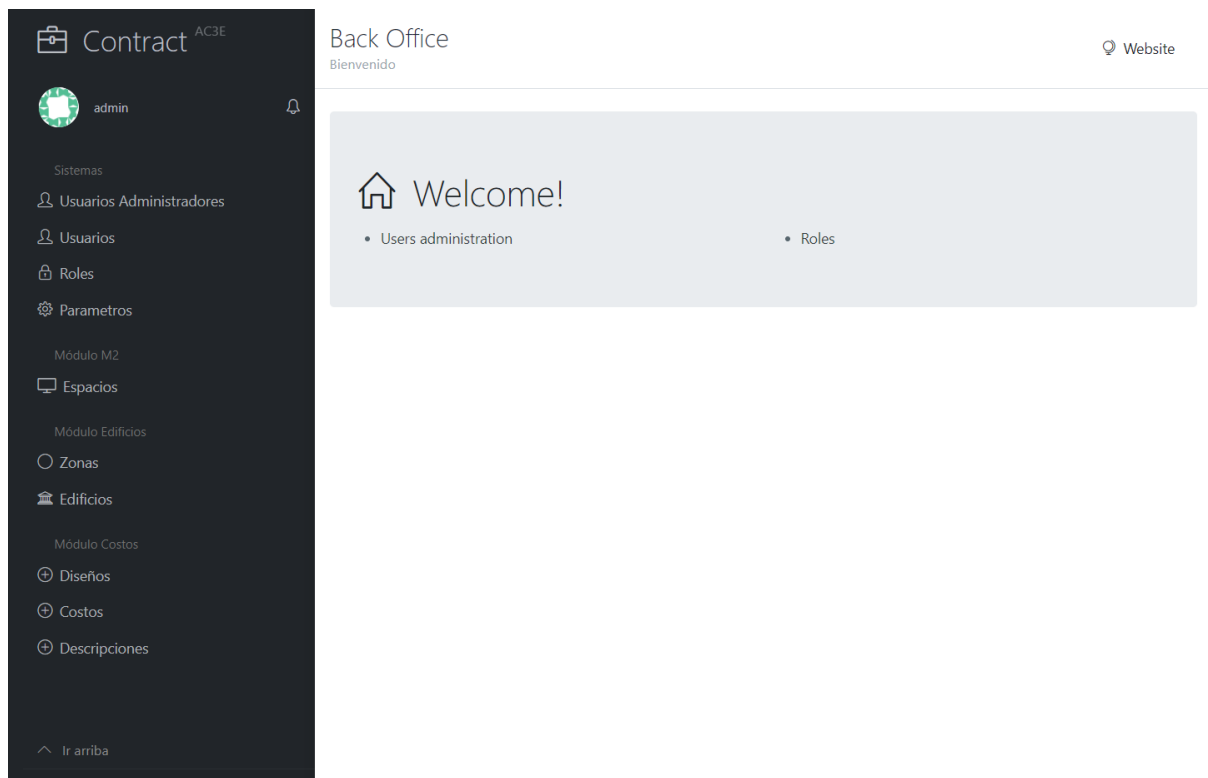 Contract AC3E
admin
Sistemas
Usuarios Administradores
Usuarios
Roles
Parametros
Módulo M2
Espacios
Módulo Edificios
Zonas
Edificios
Módulo Costos
Diseños
Costos
Descripciones
Ir arriba
Back Office
Bienvenido
Website
Welcome!
• Users administration
• Roles